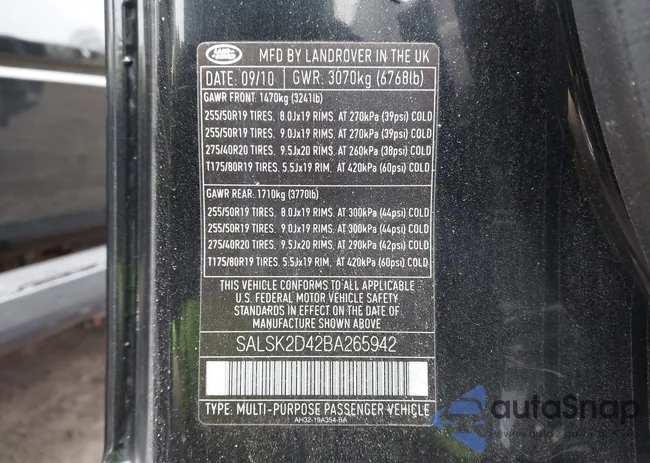 LAND ROVER
MFD BY LANDROVER IN THE UK
DATE: 09/10 GWR: 3070kg (6768lb)
GAWR FRONT: 1470kg (3241lb)
255/50R19 TIRES. 8.0Jx19 RIMS. AT 270kPa (39psi) COLD
255/50R19 TIRES. 9.0Jx19 RIMS. AT 270kPa (39psi) COLD
275/40R20 TIRES. 9.5Jx20 RIMS. AT 260kPa (38psi) COLD
T175/80R19 TIRES. 5.5Jx19 RIM. AT 420kPa (60psi) COLD
GAWR REAR: 1710kg (3770lb)
255/50R19 TIRES. 8.0Jx19 RIMS. AT 300kPa (44psi) COLD
255/50R19 TIRES. 9.0Jx19 RIMS. AT 300kPa (44psi) COLD
275/40R20 TIRES. 9.5Jx20 RIMS. AT 290kPa (42psi) COLD
T175/80R19 TIRES. 5.5Jx19 RIM. AT 420kPa (60psi) COLD
THIS VEHICLE CONFORMS TO ALL APPLICABLE
U.S. FEDERAL MOTOR VEHICLE SAFETY
STANDARDS IN EFFECT ON THE DATE OF
MANUFACTURE SHOWN ABOVE
SALSK2D42BA265942
TYPE: MULTI-PURPOSE PASSENGER VEHICLE
AH32-19A354-BA
autoSnap